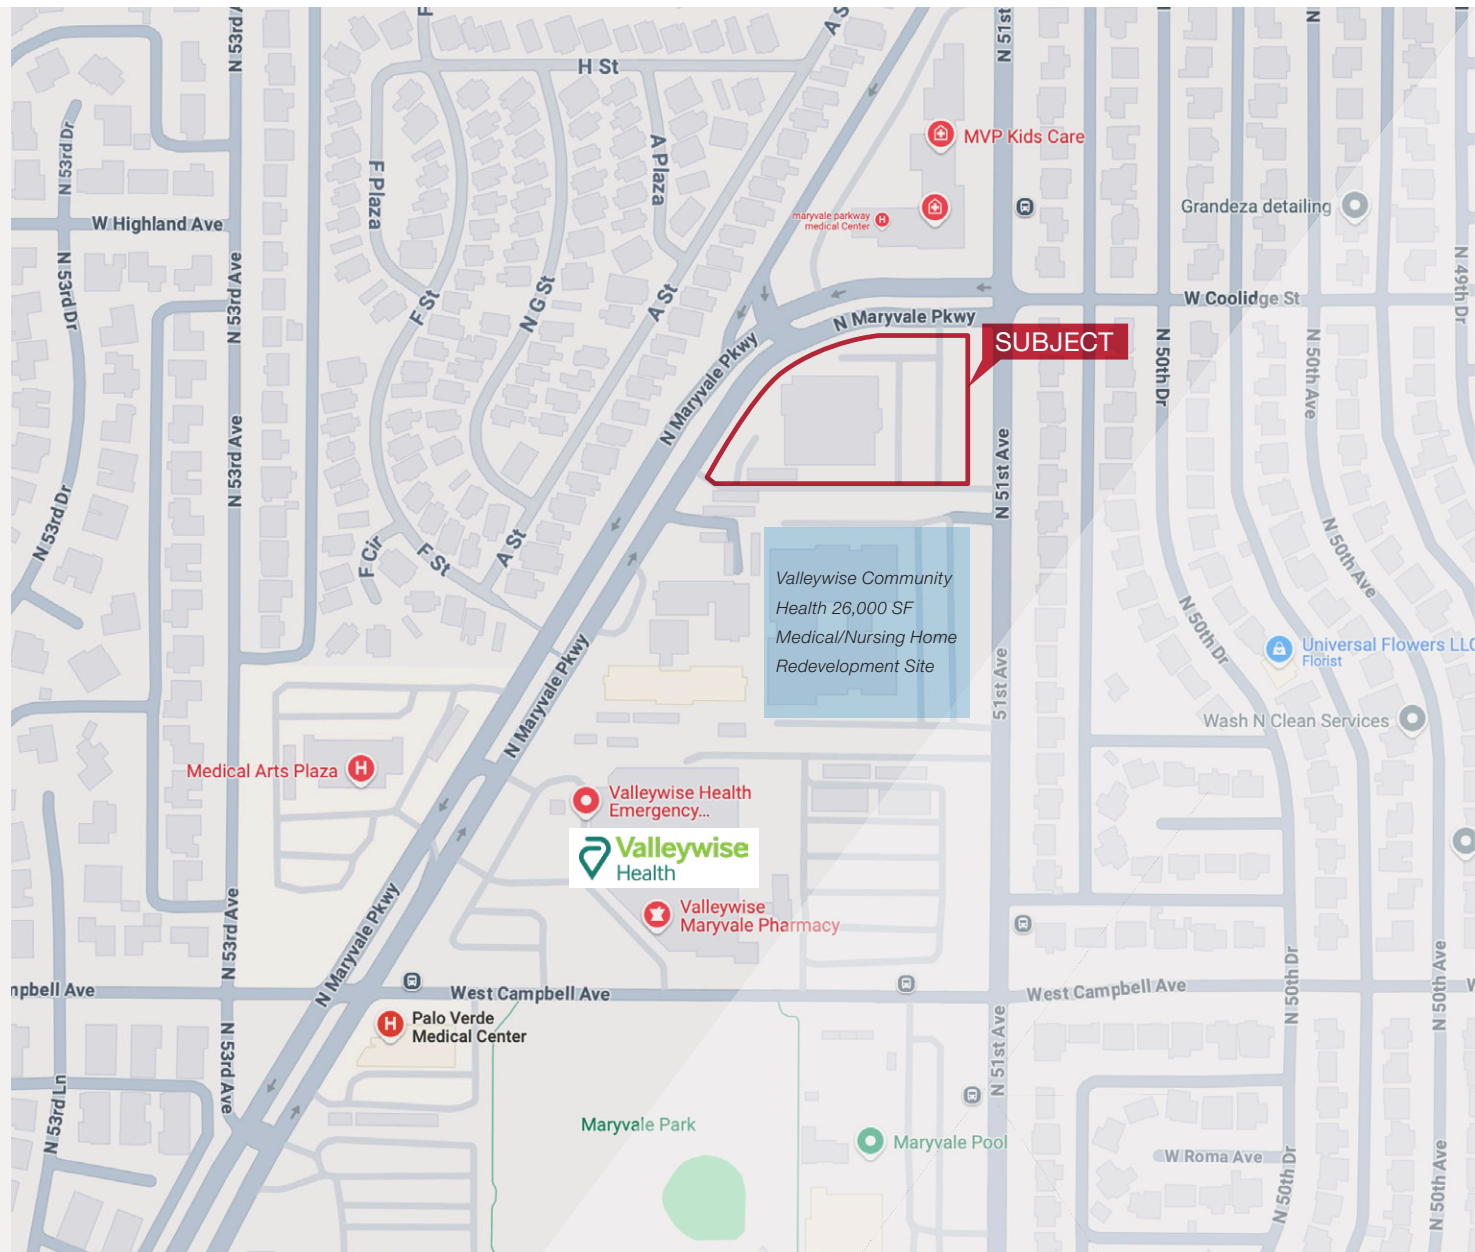 N 53rd A
F
H St
A S
N 51st
N
N 53rd Dr
F Plaza
A Plaza
MVP Kids Care
maryvale parkway
medical Center
Grandeza detailing
W Highland Ave
N 53rd Dr
N 53rd Ave
F St
N G St
A St
N Maryvale Pkwy
W Coolidge St
N 49th Dr
SUBJECT
N Maryvale Pkwy
N 50th Dr
N 50th Ave
N 53rd Ave
N 51st Ave
N 53rd Dr
F Cir
F St
A St
N 50th Ave
Valleywise Community
Health 26,000 SF
Medical/Nursing Home
Redevelopment Site
N 50th Dr
N Maryvale Pkwy
51st Ave
Universal Flowers LLC
Florist
Wash N Clean Services
Medical Arts Plaza
H
Valleywise Health
Emergency...
Valleywise
Health
Valleywise
Maryvale Pharmacy
N 53rd Ave
N Maryvale Pkwy
N 50th Dr
N 50th Ave
npbell Ave
West Campbell Ave
West Campbell Ave
H
Palo Verde
Medical Center
N 53rd Ave
N 51st Ave
N 53rd Ln
Maryvale Park
Maryvale Pool
W Roma Ave
N 50th Dr
N 50th Ave